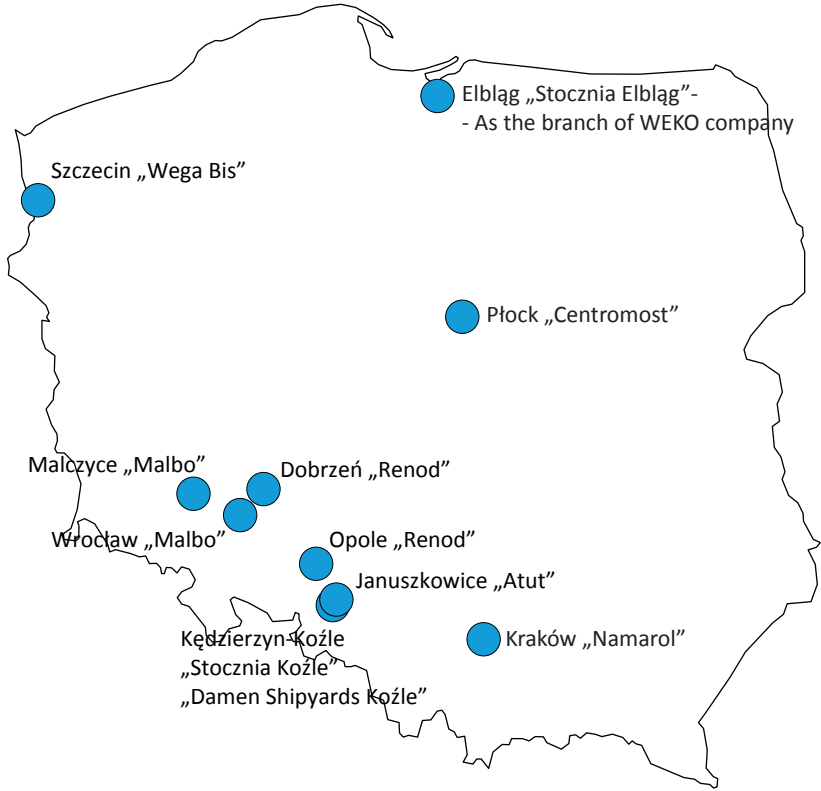 Elbląg „Stocznia Elbląg”-
- As the branch of WEKO company
Szczecin „Wega Bis”
Płock „Centromost”
Malczyce „Malbo”
Dobrzeń „Renod”
Wrocław „Malbo”
Opole „Renod”
Januszkowice „Atut”
Kędzierzyn-Koźle
„Stocznia Koźle”
„Damen Shipyards Koźle”
Kraków „Namarol”